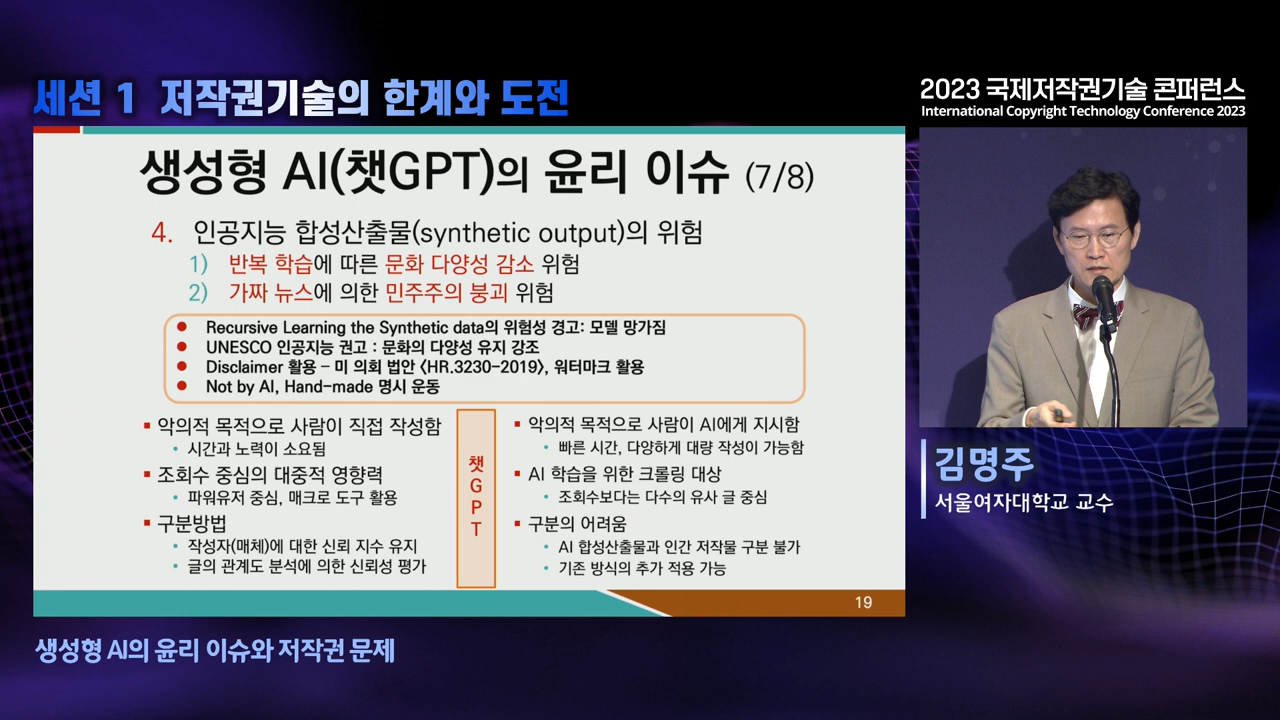 세션 1 저작권기술의 한계와 도전
2023 국제저작권기술 콘퍼런스
International Copyright Technology Conference 2023
생성형 AI(챗GPT)의 윤리 이슈 (7/8)
4. 인공지능 합성산출물(synthetic output)의 위험
1) 반복 학습에 따른 문화 다양성 감소 위험
2) 가짜 뉴스에 의한 민주주의 붕괴 위험
● Recursive Learning the Synthetic data의 위험성 경고: 모델 망가짐
● UNESCO 인공지능 권고 : 문화의 다양성 유지 강조
● Disclaimer 활용 – 미 의회 법안 <HR.3230-2019>, 워터마크 활용
● Not by AI, Hand-made 명시 운동
▪ 악의적 목적으로 사람이 직접 작성함
• 시간과 노력이 소요됨
▪ 조회수 중심의 대중적 영향력
• 파워유저 중심, 매크로 도구 활용
▪ 구분방법
• 작성자(매체)에 대한 신뢰 지수 유지
• 글의 관계도 분석에 의한 신뢰성 평가
챗
G
P
T
▪ 악의적 목적으로 사람이 AI에게 지시함
• 빠른 시간, 다양하게 대량 작성이 가능함
▪ AI 학습을 위한 크롤링 대상
• 조회수보다는 다수의 유사 글 중심
▪ 구분의 어려움
• AI 합성산출물과 인간 저작물 구분 불가
• 기존 방식의 추가 적용 가능
19
김명주
서울여자대학교 교수
생성형 AI의 윤리 이슈와 저작권 문제